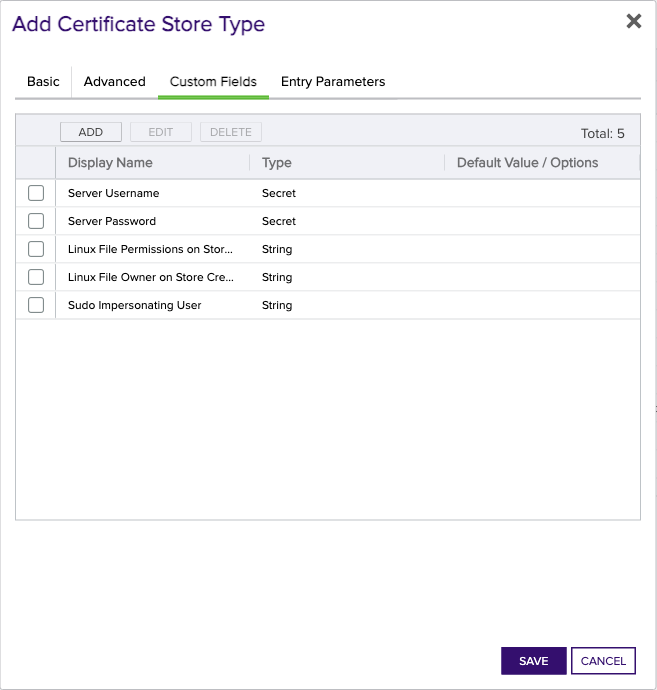 Add Certificate Store Type
Basic Advanced Custom Fields Entry Parameters
ADD EDIT DELETE Total: 5
Display Name Type Default Value / Options
Server Username Secret
Server Password Secret
Linux File Permissions on Stor... String
Linux File Owner on Store Cre... String
Sudo Impersonating User String
SAVE CANCEL